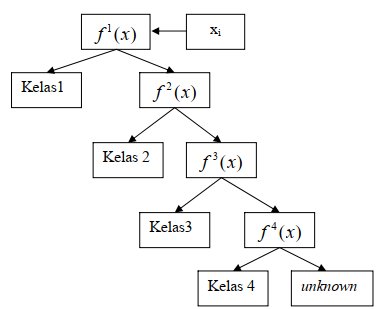 f¹(x)
xᵢ
Kelas1
f²(x)
Kelas 2
f³(x)
Kelas3
f⁴(x)
Kelas 4
unknown